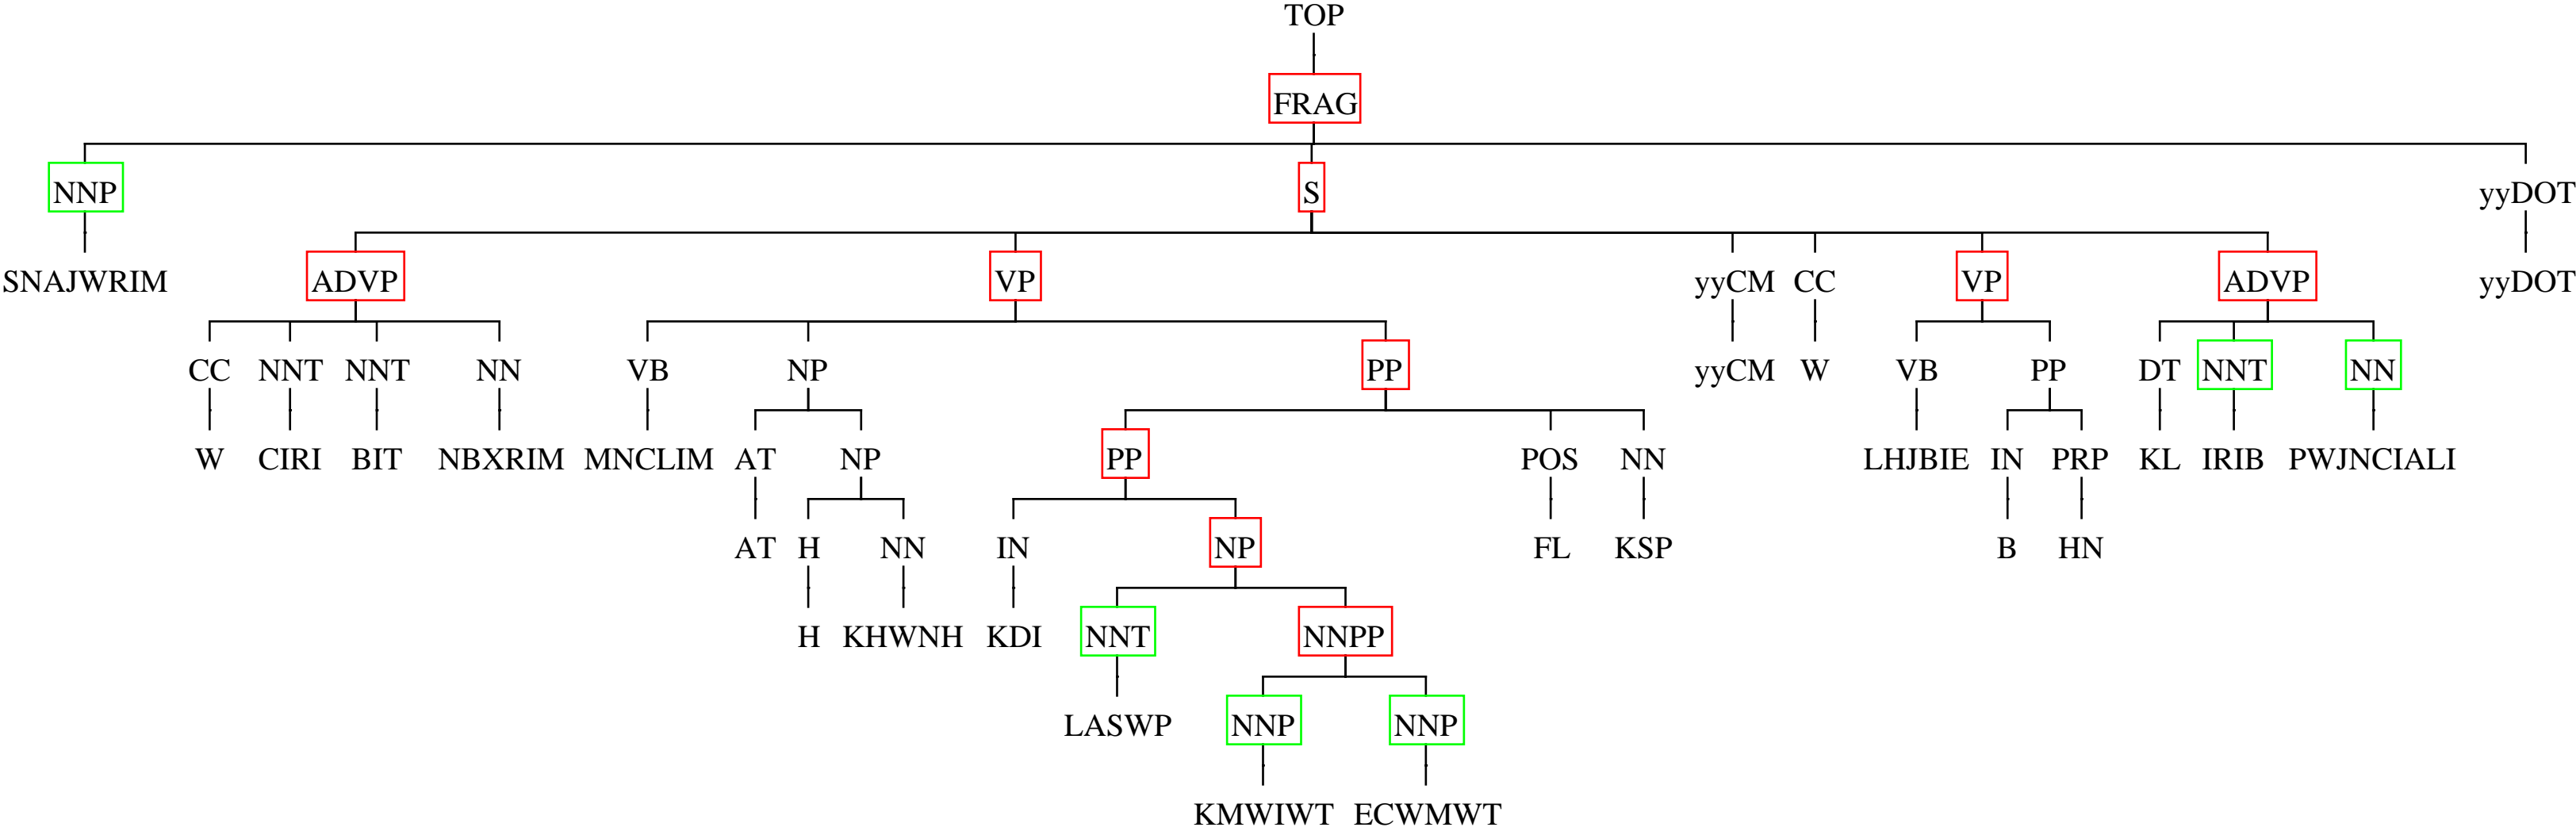 TOP
FRAG
NNP S yyDOT
SNAJWRIM ADVP VP yyCM CC VP ADVP yyDOT
CC NNT NNT NN VB NP PP yyCM W VB PP DT NNT NN
W CIRI BIT NBXRIM MNCLIM AT NP PP POS NN LHJBIE IN PRP KL IRIB PWJNCIALI
AT H NN IN NP FL KSP B HN
H KHWNH KDI NNT NNPP
LASWP NNP NNP
KMWIWT ECWMWT